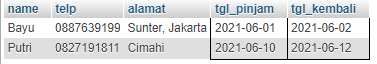 name telp alamat tgl_pinjam tgl_kembali
Bayu 0887639199 Sunter, Jakarta 2021-06-01 2021-06-02
Putri 0827191811 Cimahi 2021-06-10 2021-06-12